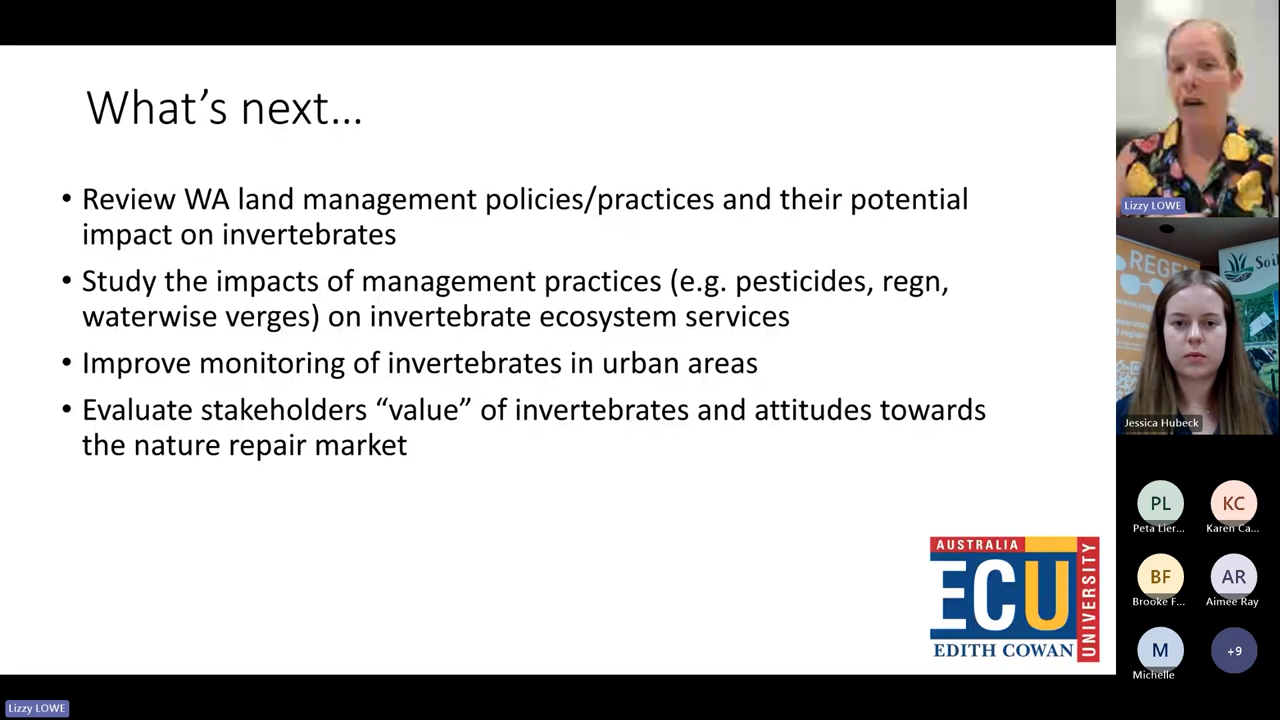 What's next...
• Review WA land management policies/practices and their potential
impact on invertebrates
• Study the impacts of management practices (e.g. pesticides, regn,
waterwise verges) on invertebrate ecosystem services
• Improve monitoring of invertebrates in urban areas
• Evaluate stakeholders “value” of invertebrates and attitudes towards
the nature repair market
AUSTRALIA
ECU
EDITH COWAN
UNIVERSITY
Lizzy LOWE
REGE
Soil
Jessica Hubeck
PL
Peta Lier...
KC
Karen Ca...
BF
Brooke F...
AR
Aimee Ray
M
Michelle
+9
Lizzy LOWE